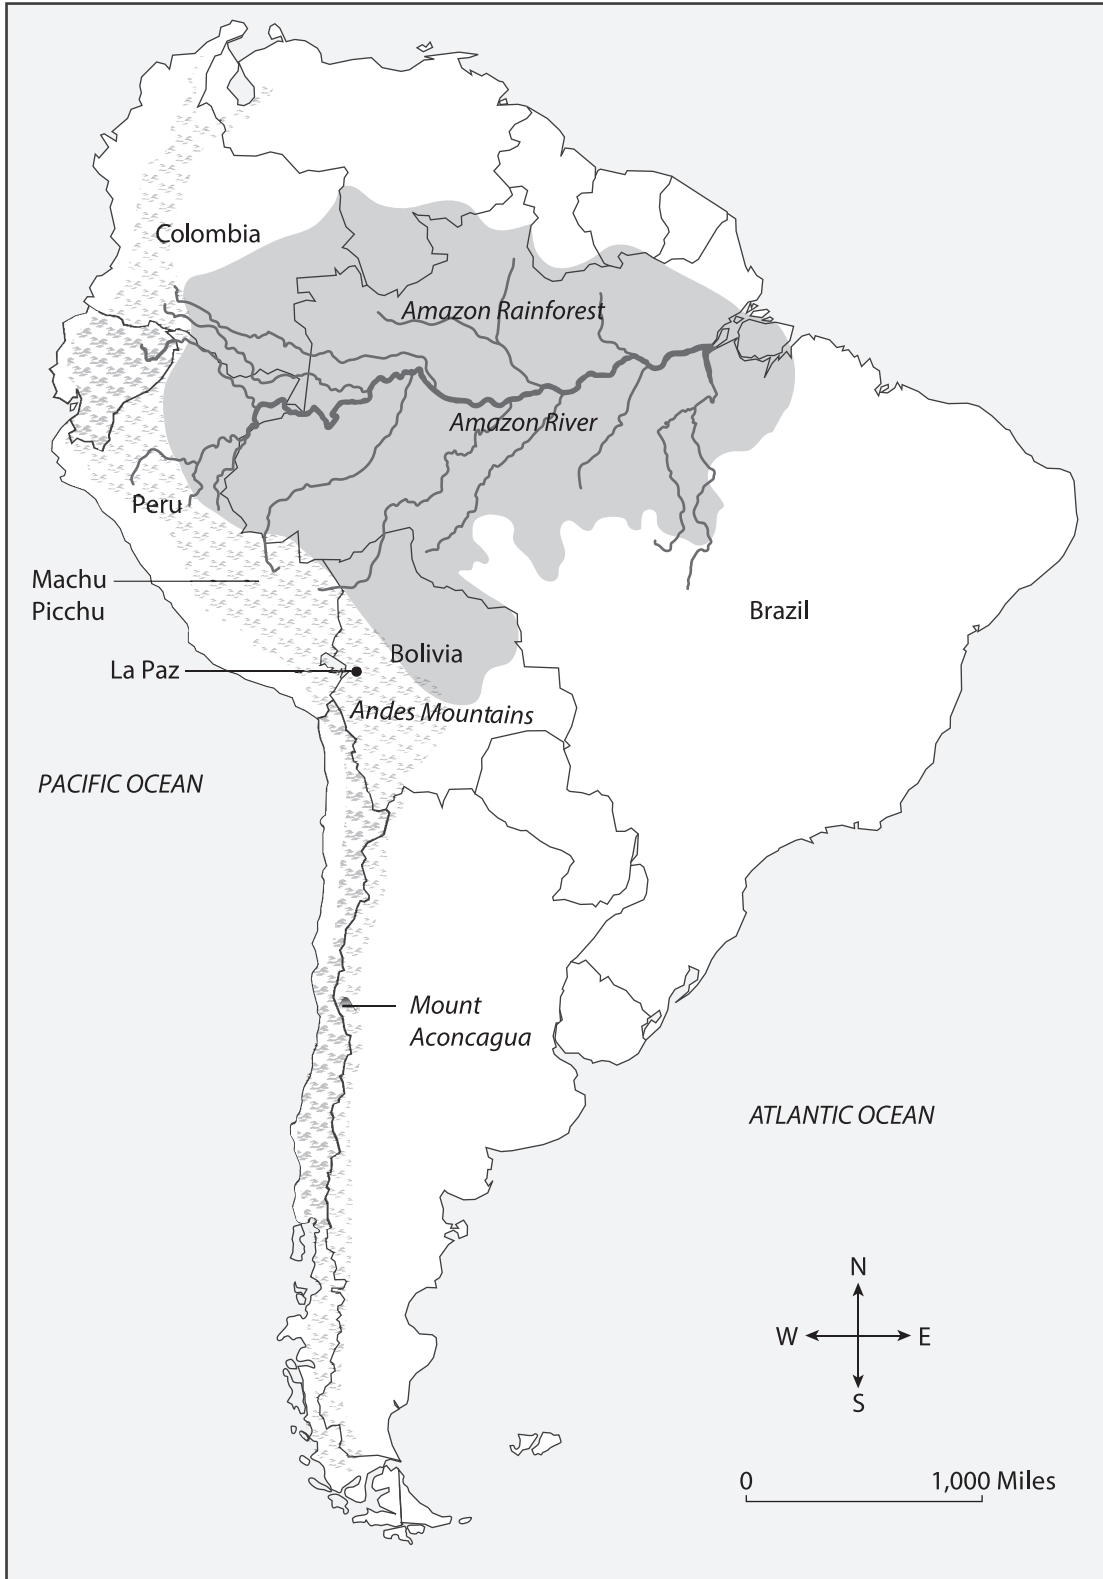 Colombia
Amazon Rainforest
Amazon River
Peru
Machu
Picchu
Brazil
La Paz
Bolivia
Andes Mountains
PACIFIC OCEAN
Mount
Aconcagua
ATLANTIC OCEAN
N
W
E
S
0
1,000 Miles